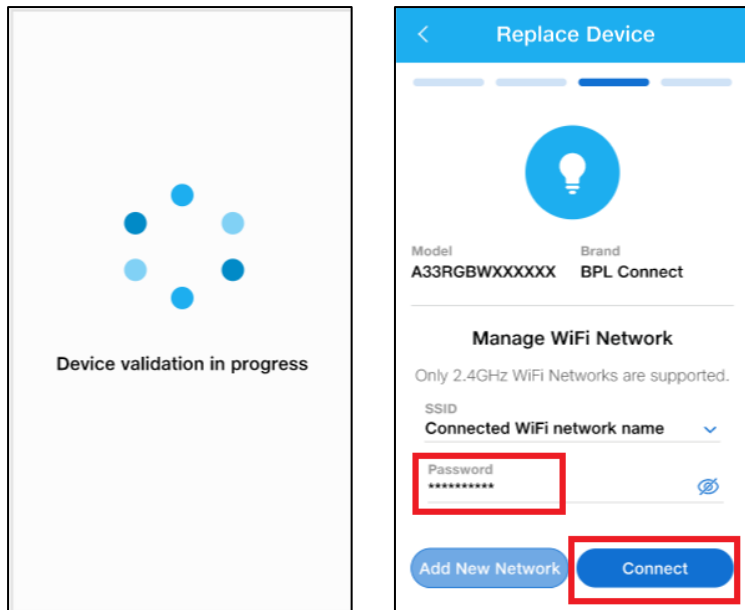 Device validation in progress
Replace Device
Model
Brand
A33RGBWXXXXXX
BPL Connect
Manage WiFi Network
Only 2.4GHz WiFi Networks are supported.
SSID
Connected WiFi network name
Password
**********
Add New Network
Connect